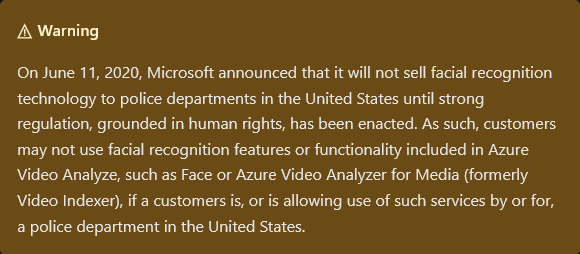 ⚠ Warning
On June 11, 2020, Microsoft announced that it will not sell facial recognition
technology to police departments in the United States until strong
regulation, grounded in human rights, has been enacted. As such, customers
may not use facial recognition features or functionality included in Azure
Video Analyze, such as Face or Azure Video Analyzer for Media (formerly
Video Indexer), if a customers is, or is allowing use of such services by or for,
a police department in the United States.